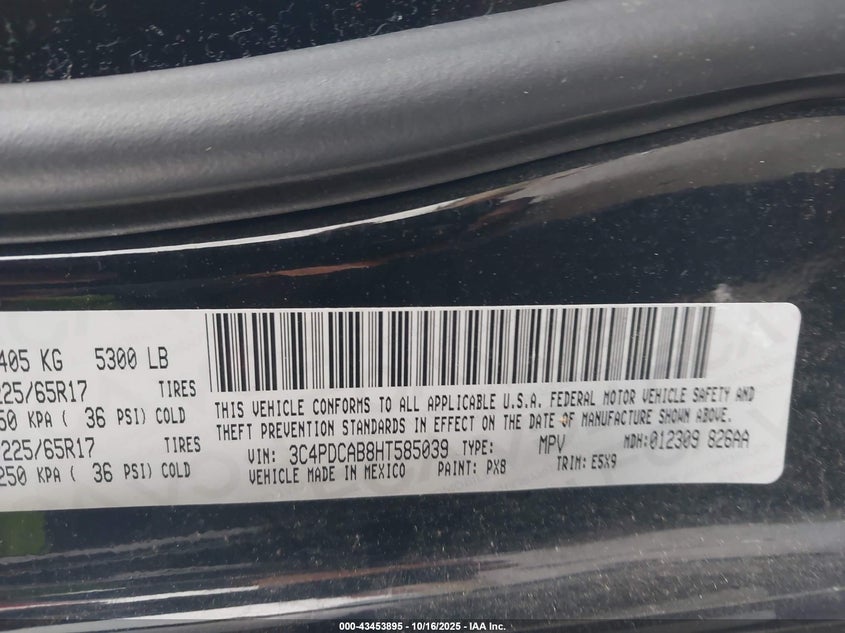 405 KG 5300 LB
225/65R17 TIRES
50 KPA ( 36 PSI) COLD
225/65R17 TIRES
250 KPA ( 36 PSI) COLD
THIS VEHICLE CONFORMS TO ALL APPLICABLE U.S.A. FEDERAL MOTOR VEHICLE SAFETY AND
THEFT PREVENTION STANDARDS IN EFFECT ON THE DATE OF MANUFACTURE SHOWN ABOVE.
VIN: 3C4PDCAB8HT585039 TYPE: MPV MDH:012309 826AA
VEHICLE MADE IN MEXICO PAINT: PX8 TRIM: E5X9
000-43453895 - 10/16/2025 - IAA Inc.